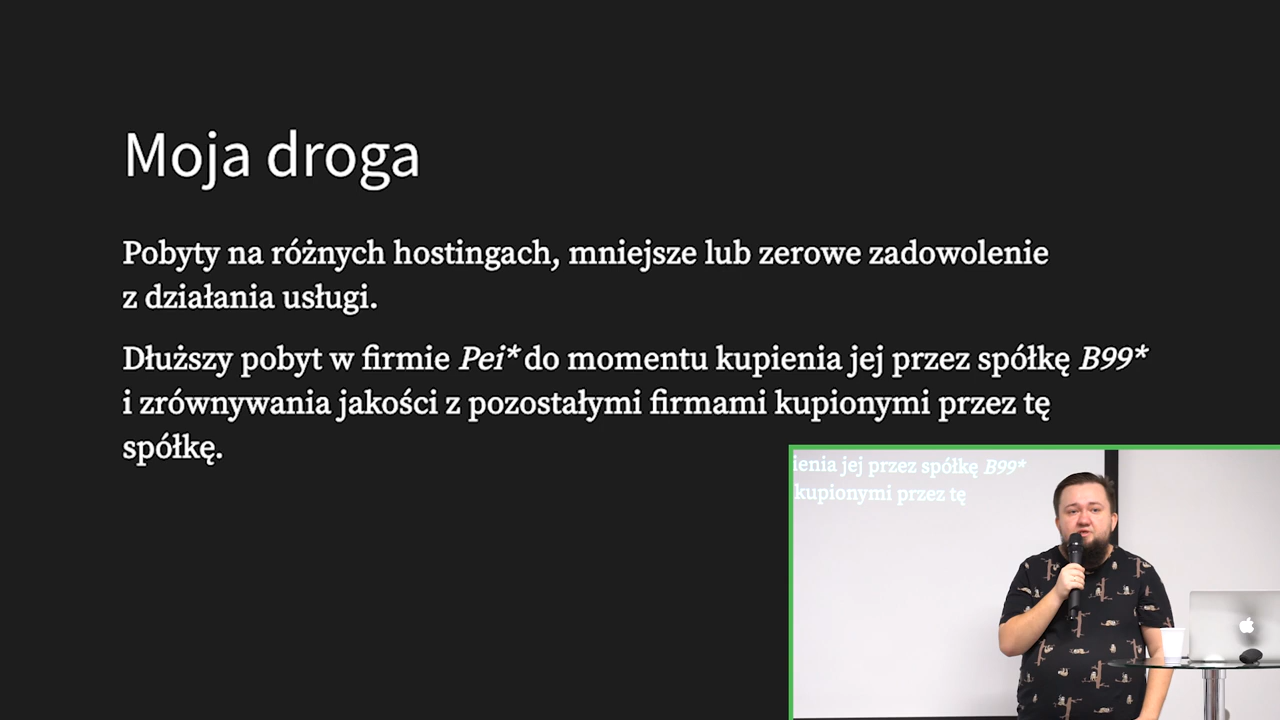 Moja droga
Pobyty na różnych hostingach, mniejsze lub zerowe zadowolenie
z działania usługi.
Dłuższy pobyt w firmie Pei* do momentu kupienia jej przez spółkę B99*
i zrównywania jakości z pozostałymi firmami kupionymi przez tę
spółkę.
ienia jej przez spółkę B99*
kupionymi przez tę